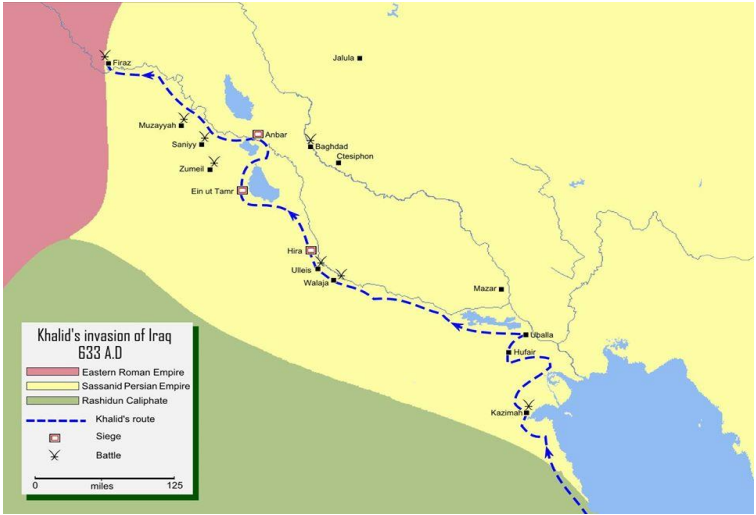 Firaz
Jalula
Muzayyah
Saniyy
Anbar
Baghdad
Ctesiphon
Zumeil
Ein ut Tamr
Hira
Ulleis
Walaja
Mazar
Uballa
Hufair
Kazimah
Khalid's invasion of Iraq
633 A.D
Eastern Roman Empire
Sassanid Persian Empire
Rashidun Caliphate
Khalid's route
Siege
Battle
0 miles 125